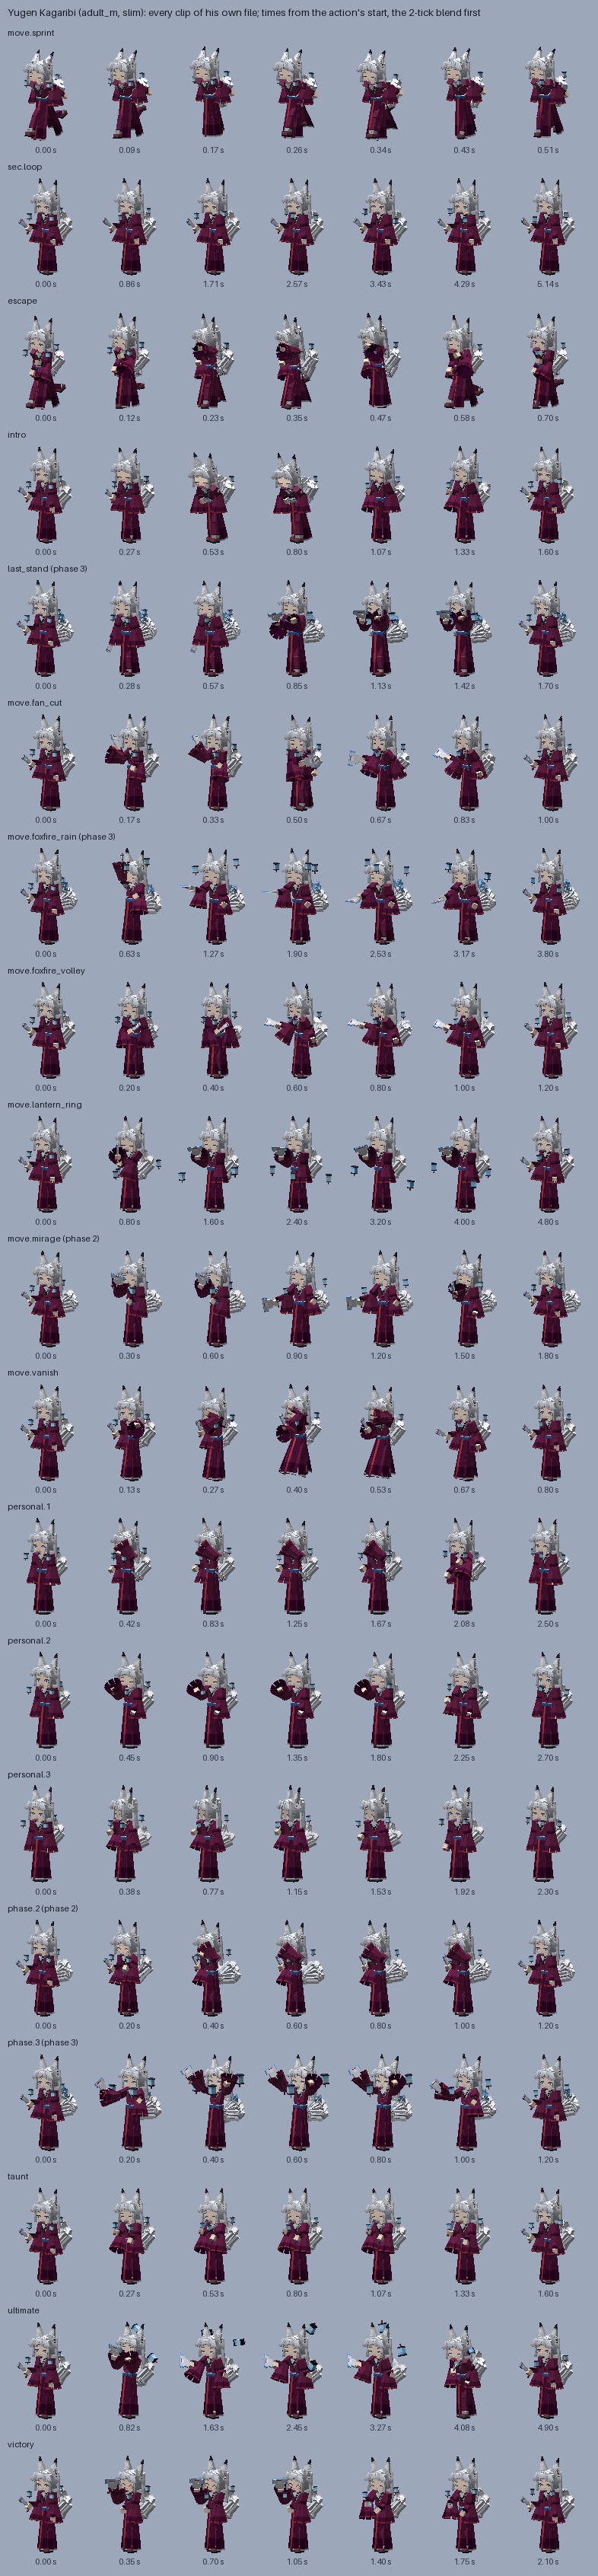 Yugen Kagaribi (adult_m, slim): every clip of his own file; times from the action's start, the 2-tick blend first
move.sprint
0.00 s 0.09 s 0.17 s 0.26 s 0.34 s 0.43 s 0.51 s
sec.loop
0.00 s 0.86 s 1.71 s 2.57 s 3.43 s 4.29 s 5.14 s
escape
0.00 s 0.12 s 0.23 s 0.35 s 0.47 s 0.58 s 0.70 s
intro
0.00 s 0.27 s 0.53 s 0.80 s 1.07 s 1.33 s 1.60 s
last_stand (phase 3)
0.00 s 0.28 s 0.57 s 0.85 s 1.13 s 1.42 s 1.70 s
move.fan_cut
0.00 s 0.17 s 0.33 s 0.50 s 0.67 s 0.83 s 1.00 s
move.foxfire_rain (phase 3)
0.00 s 0.63 s 1.27 s 1.90 s 2.53 s 3.17 s 3.80 s
move.foxfire_volley
0.00 s 0.20 s 0.40 s 0.60 s 0.80 s 1.00 s 1.20 s
move.lantern_ring
0.00 s 0.80 s 1.60 s 2.40 s 3.20 s 4.00 s 4.80 s
move.mirage (phase 2)
0.00 s 0.30 s 0.60 s 0.90 s 1.20 s 1.50 s 1.80 s
move.vanish
0.00 s 0.13 s 0.27 s 0.40 s 0.53 s 0.67 s 0.80 s
personal.1
0.00 s 0.42 s 0.83 s 1.25 s 1.67 s 2.08 s 2.50 s
personal.2
0.00 s 0.45 s 0.90 s 1.35 s 1.80 s 2.25 s 2.70 s
personal.3
0.00 s 0.38 s 0.77 s 1.15 s 1.53 s 1.92 s 2.30 s
phase.2 (phase 2)
0.00 s 0.20 s 0.40 s 0.60 s 0.80 s 1.00 s 1.20 s
phase.3 (phase 3)
0.00 s 0.20 s 0.40 s 0.60 s 0.80 s 1.00 s 1.20 s
taunt
0.00 s 0.27 s 0.53 s 0.80 s 1.07 s 1.33 s 1.60 s
ultimate
0.00 s 0.82 s 1.63 s 2.45 s 3.27 s 4.08 s 4.90 s
victory
0.00 s 0.35 s 0.70 s 1.05 s 1.40 s 1.75 s 2.10 s